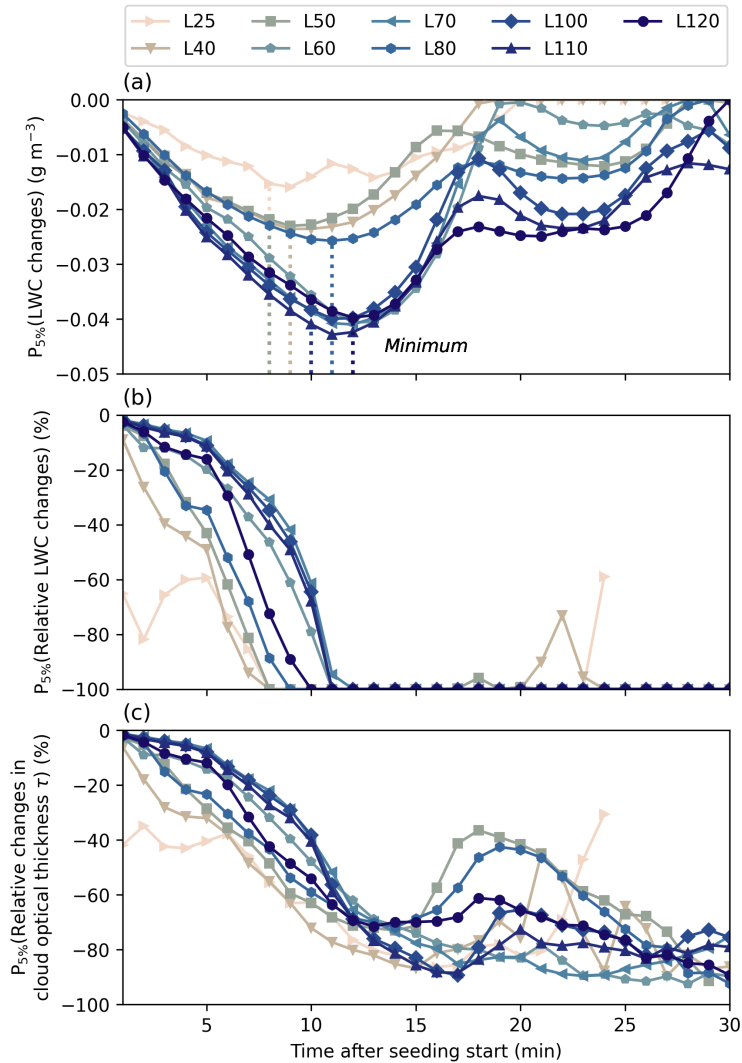 L25 L50 L70 L100 L120
L40 L60 L80 L110
(a)
P5%(LWC changes) (g m−3)
0.00
−0.01
−0.02
−0.03
−0.04
−0.05
Minimum
(b)
P5%(Relative LWC changes) (%)
0
−20
−40
−60
−80
−100
(c)
P5%(Relative changes in
cloud optical thickness τ) (%)
0
−20
−40
−60
−80
−100
5 10 15 20 25 30
Time after seeding start (min)